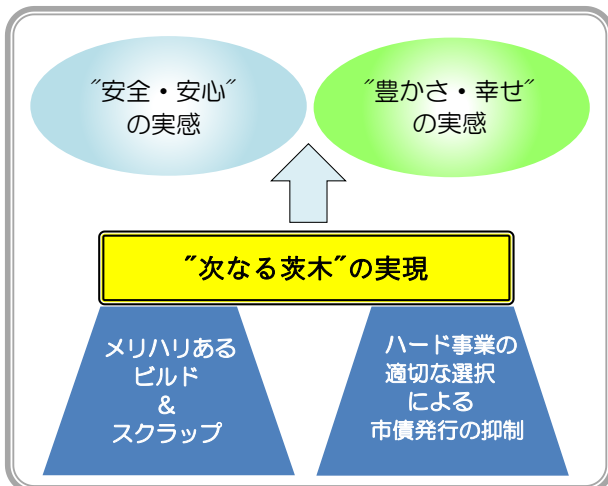 ″安全・安心″
の実感
″豊かさ・幸せ″
の実感
″次なる茨木″の実現
メリハリある
ビルド
&
スクラップ
ハード事業の
適切な選択
による
市債発行の抑制